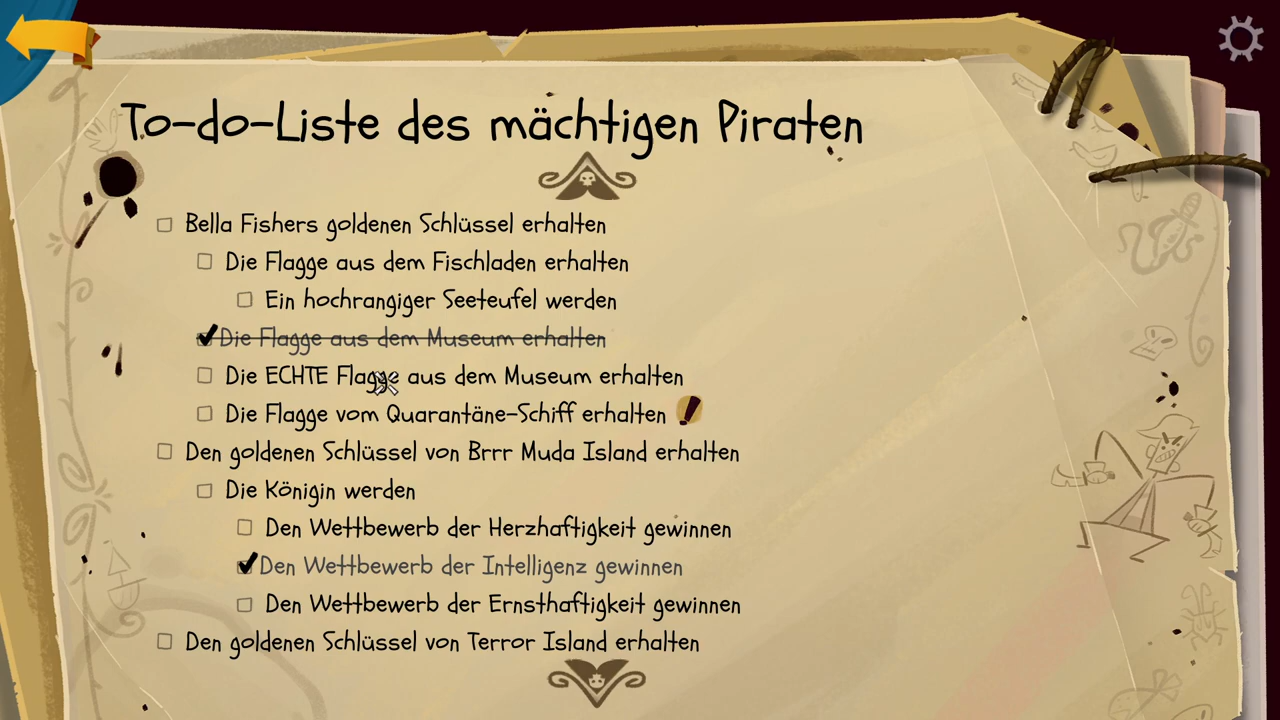 To-do-Liste des mächtigen Piraten
Bella Fishers goldenen Schlüssel erhalten
Die Flagge aus dem Fischladen erhalten
Ein hochrangiger Seeteufel werden
Die Flagge aus dem Museum erhalten
Die ECHTE Flagge aus dem Museum erhalten
Die Flagge vom Quarantäne-Schiff erhalten !
Den goldenen Schlüssel von Brrr Muda Island erhalten
Die Königin werden
Den Wettbewerb der Herzhaftigkeit gewinnen
Den Wettbewerb der Intelligenz gewinnen
Den Wettbewerb der Ernsthaftigkeit gewinnen
Den goldenen Schlüssel von Terror Island erhalten